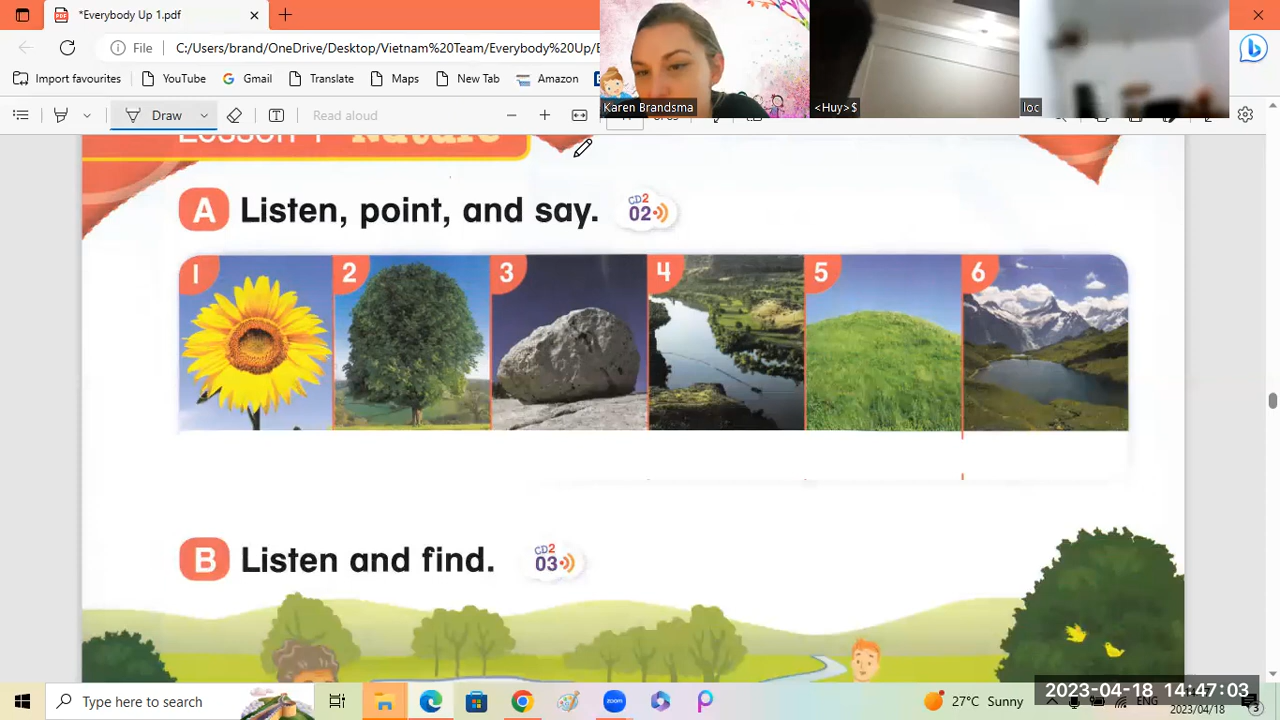 *Everybody Up 1.pdf
File
C:/Users/brand/OneDrive/Desktop/Vietnam%20Team/Everybody%20Up/E
Import favourites
YouTube
Gmail
Translate
Maps
New Tab
Amazon
Karen Brandsma
<Huy>$
loc
Draw
Read aloud
Nature
A Listen, point, and say. CD2 02
1 2 3 4 5 6
B Listen and find. CD2 03
Type here to search
27°C Sunny
ENG
2023-04-18 14:47:03
2023/04/18
3